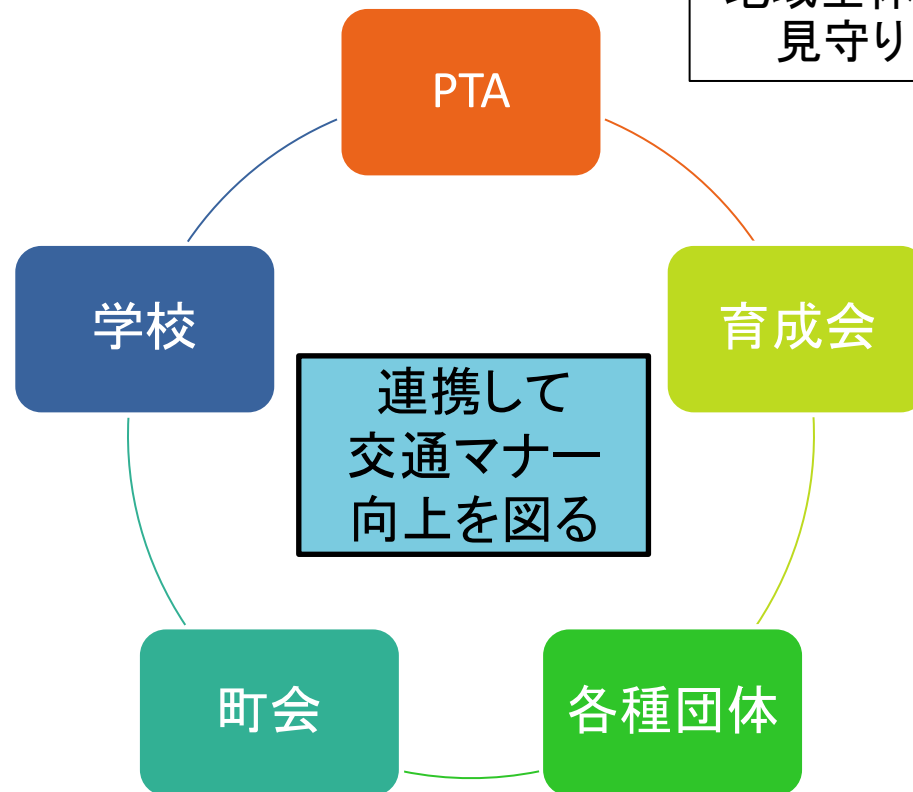 見守り
PTA
学校
育成会
連携して
交通マナー
向上を図る
町会
各種団体